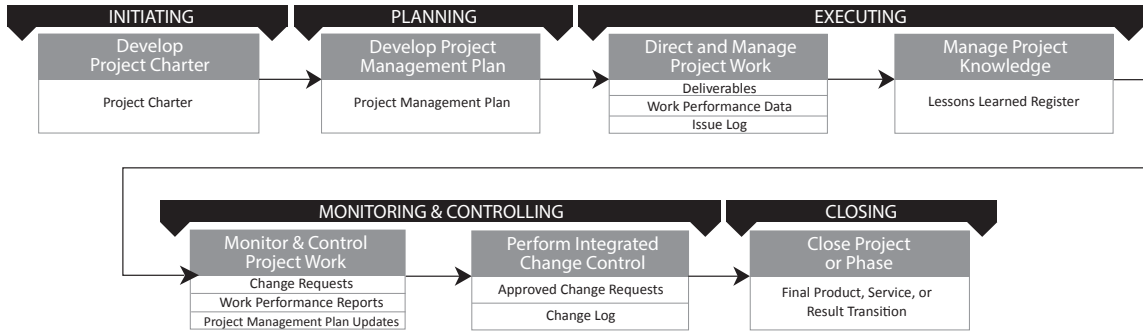 INITIATING
PLANNING
EXECUTING
Develop
Project Charter
Project Charter
Develop Project
Management Plan
Project Management Plan
Direct and Manage
Project Work
Deliverables
Work Performance Data
Issue Log
Manage Project
Knowledge
Lessons Learned Register
MONITORING & CONTROLLING
CLOSING
Monitor & Control
Project Work
Change Requests
Work Performance Reports
Project Management Plan Updates
Perform Integrated
Change Control
Approved Change Requests
Change Log
Close Project
or Phase
Final Product, Service, or
Result Transition